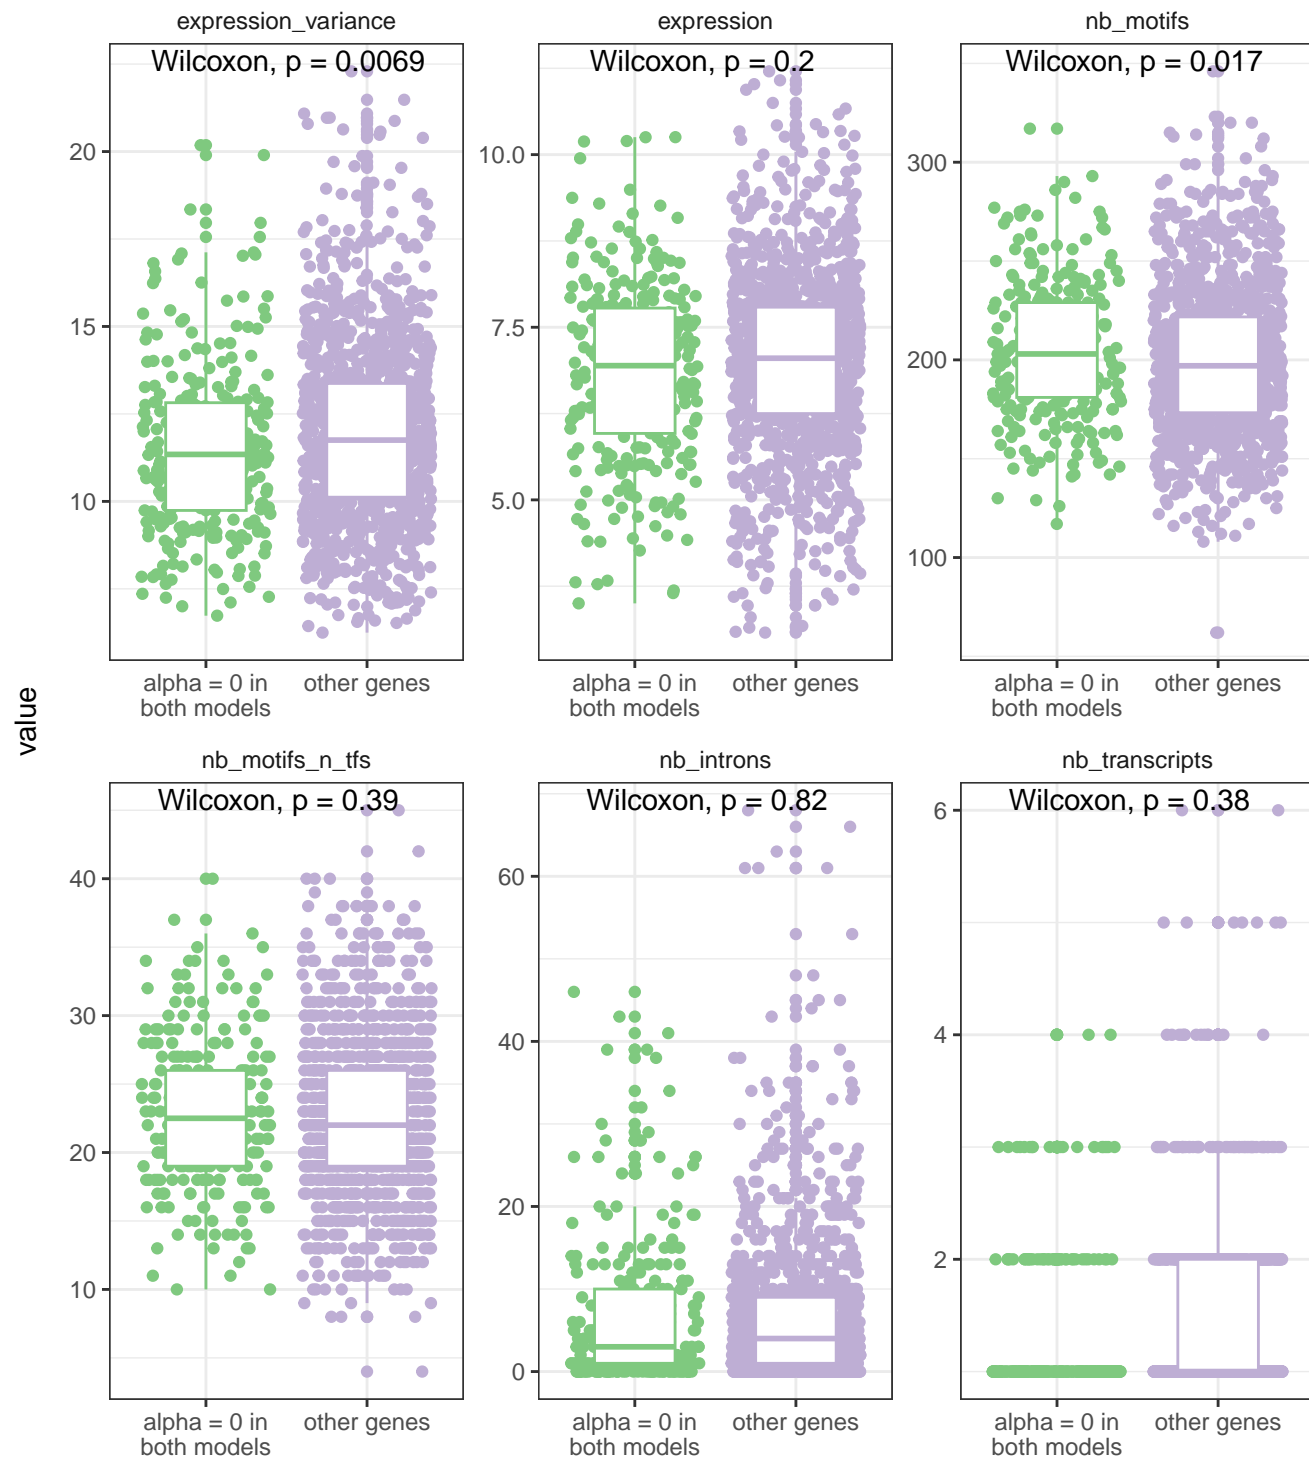 expression_variance
expression
nb_motifs
Wilcoxon, p = 0.0069
Wilcoxon, p = 0.2
Wilcoxon, p = 0.017
20
15
10
10.0
7.5
5.0
300
200
100
alpha = 0 in
both models
other genes
alpha = 0 in
both models
other genes
alpha = 0 in
both models
other genes
value
nb_motifs_n_tfs
nb_introns
nb_transcripts
Wilcoxon, p = 0.39
Wilcoxon, p = 0.82
Wilcoxon, p = 0.38
40
30
20
10
60
40
20
0
6
4
2
alpha = 0 in
both models
other genes
alpha = 0 in
both models
other genes
alpha = 0 in
both models
other genes